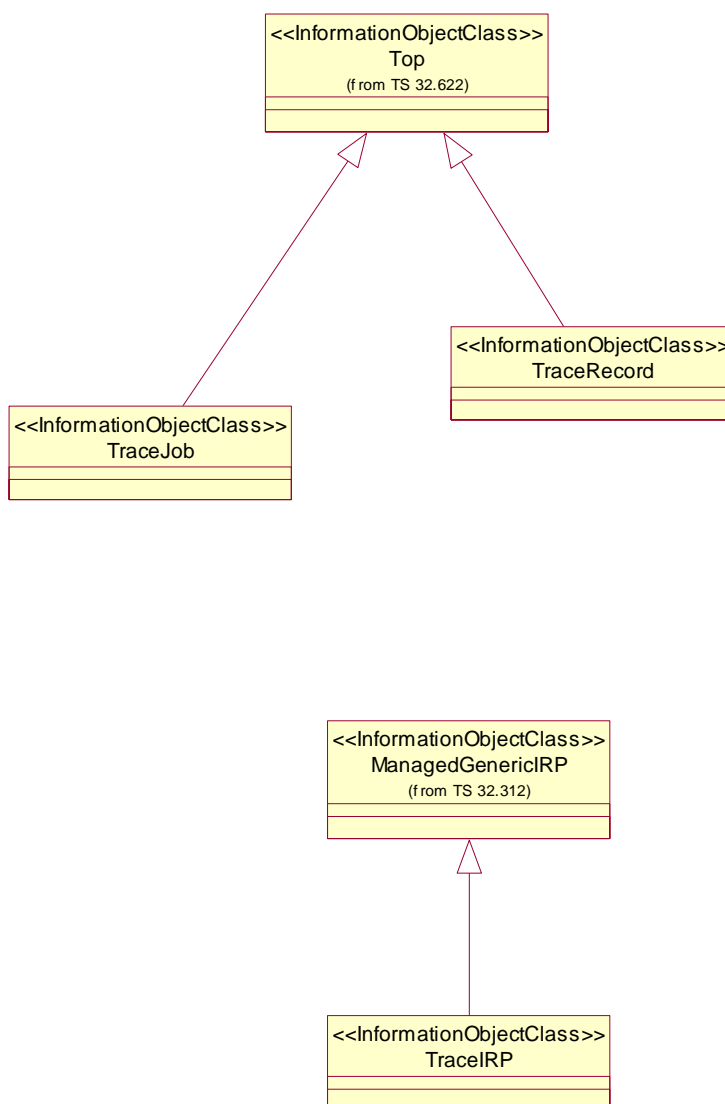 <<InformationObjectClass>>
Top
(from TS 32.622)
<<InformationObjectClass>>
TraceRecord
<<InformationObjectClass>>
TraceJob
<<InformationObjectClass>>
ManagedGenericIRP
(from TS 32.312)
<<InformationObjectClass>>
TraceIRP